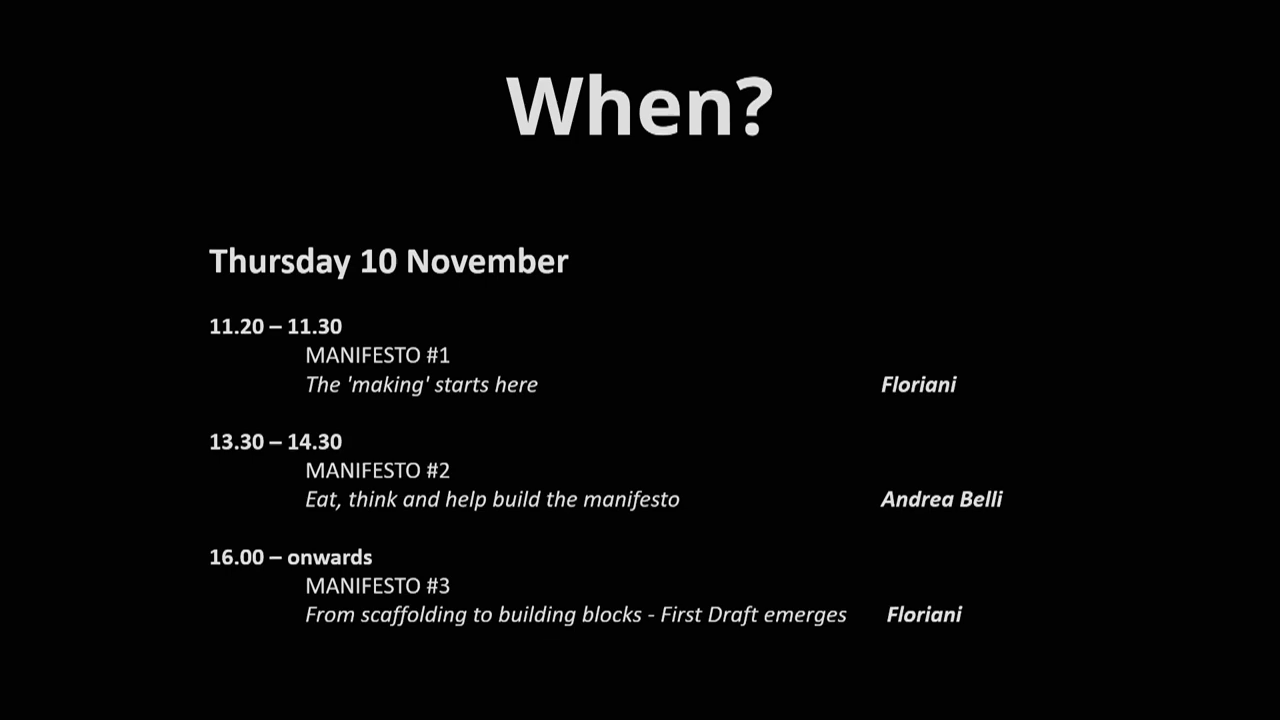 When?
Thursday 10 November
11.20 – 11.30
MANIFESTO #1
The 'making' starts here Floriani
13.30 – 14.30
MANIFESTO #2
Eat, think and help build the manifesto Andrea Belli
16.00 – onwards
MANIFESTO #3
From scaffolding to building blocks - First Draft emerges Floriani